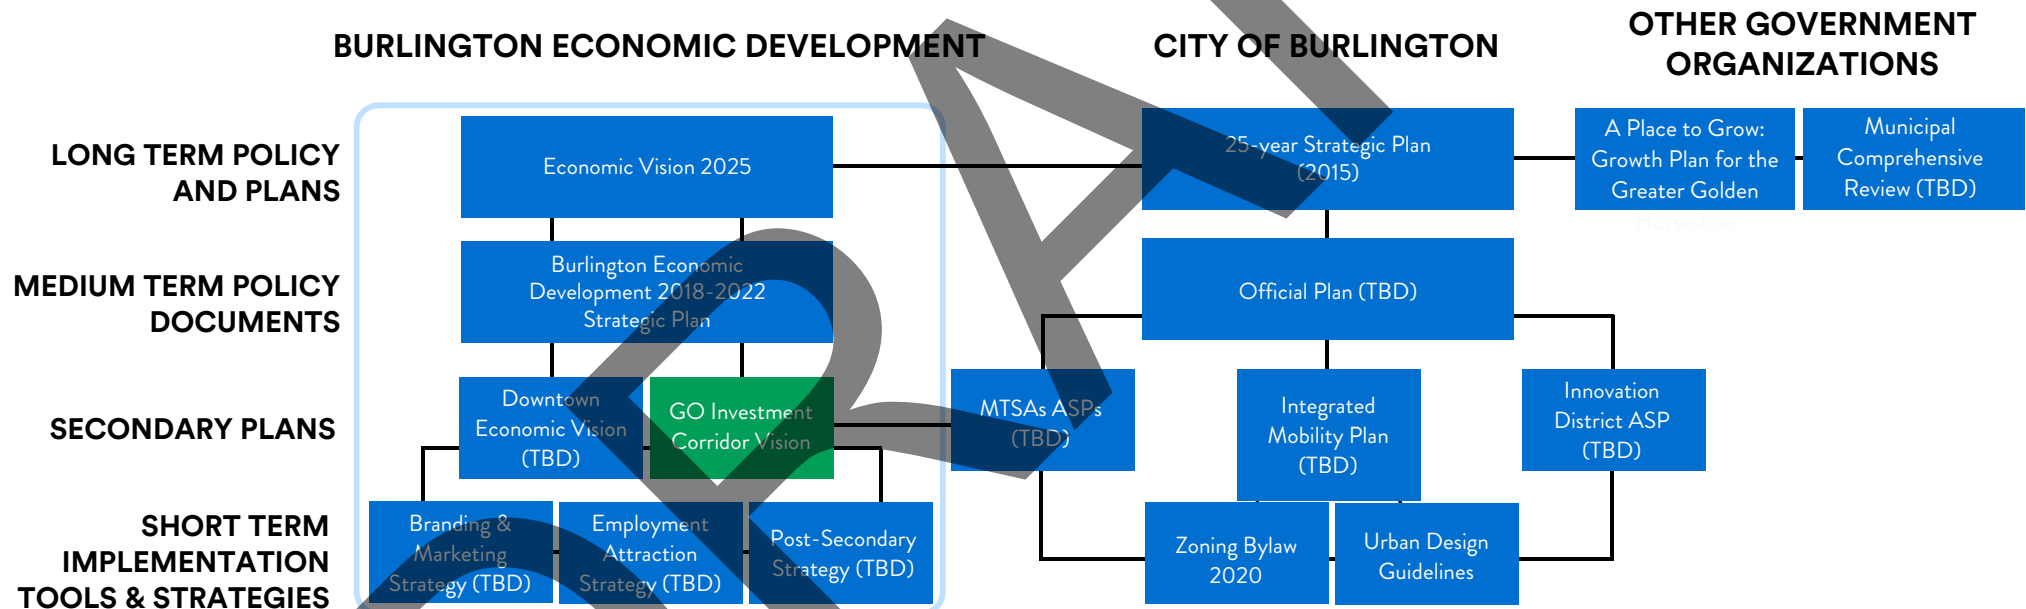 BURLINGTON ECONOMIC DEVELOPMENT
CITY OF BURLINGTON
OTHER GOVERNMENT
ORGANIZATIONS
LONG TERM POLICY
AND PLANS
Economic Vision 2025
25-year Strategic Plan
(2015)
A Place to Grow:
Growth Plan for the
Greater Golden
Horseshoe
Municipal
Comprehensive
Review (TBD)
MEDIUM TERM POLICY
DOCUMENTS
Burlington Economic
Development 2018-2022
Strategic Plan
Official Plan (TBD)
SECONDARY PLANS
Downtown
Economic Vision
(TBD)
GO Investment
Corridor Vision
MTSAs ASPs
(TBD)
Integrated
Mobility Plan
(TBD)
Innovation
District ASP
(TBD)
SHORT TERM
IMPLEMENTATION
TOOLS & STRATEGIES
Branding &
Marketing
Strategy (TBD)
Employment
Attraction
Strategy (TBD)
Post-Secondary
Strategy (TBD)
Zoning Bylaw
2020
Urban Design
Guidelines